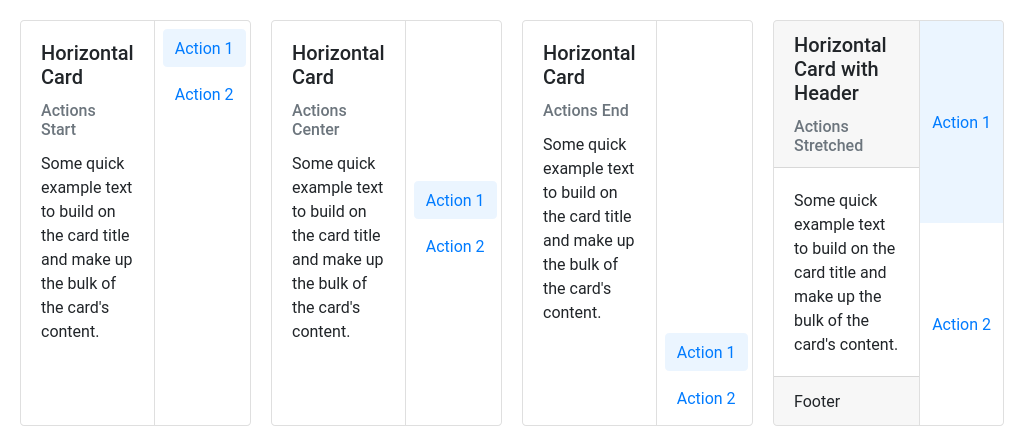 Horizontal
Card
Actions
Start
Some quick
example text
to build on
the card title
and make up
the bulk of
the card's
content.
Action 1
Action 2
Horizontal
Card
Actions
Center
Some quick
example text
to build on
the card title
and make up
the bulk of
the card's
content.
Action 1
Action 2
Horizontal
Card
Actions End
Some quick
example text
to build on
the card title
and make up
the bulk of
the card's
content.
Action 1
Action 2
Horizontal
Card with
Header
Actions
Stretched
Some quick
example text
to build on the
card title and
make up the
bulk of the
card's content.
Footer
Action 1
Action 2